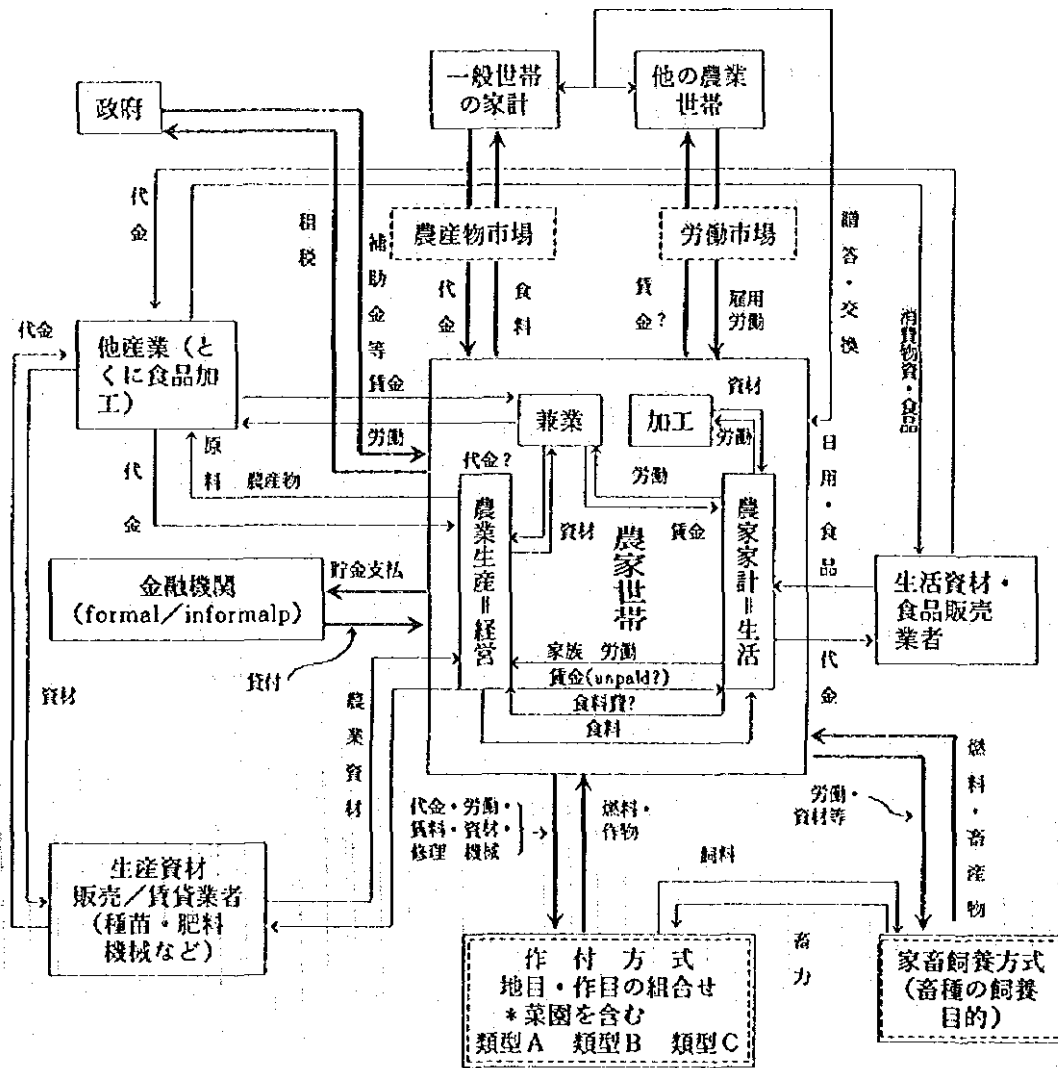 一般世帯
の家計
他の農業
世帯
政府
代金
租税
補助金等
農産物市場
労働市場
贈答・交換
代金
食料
賃金?
雇用
労働
消費物資・食品
代金
他産業(と
くに食品加
工)
賃金
労働
資材
兼業
加工
労働
代金?
原料
農産物
代金
労働
資材
賃金
農業生産=経営
農家世帯
農家家計=生活
日用・食品
金融機関
(formal/informalp)
貯金支払
貸付
生活資材・
食品販売
業者
代金
家族 労働
賃金(unpaid?)
食料費?
食料
資材
農業資材
代金・労働・
賃料・資材・
修理 機械
燃料・
作物
労働・
資材等
燃料・畜産物
飼料
畜力
生産資材
販売/賃貸業者
(種苗・肥料
機械など)
作付方式
地目・作目の組合せ
*菜園を含む
類型A 類型B 類型C
家畜飼養方式
(畜種の飼養
目的)